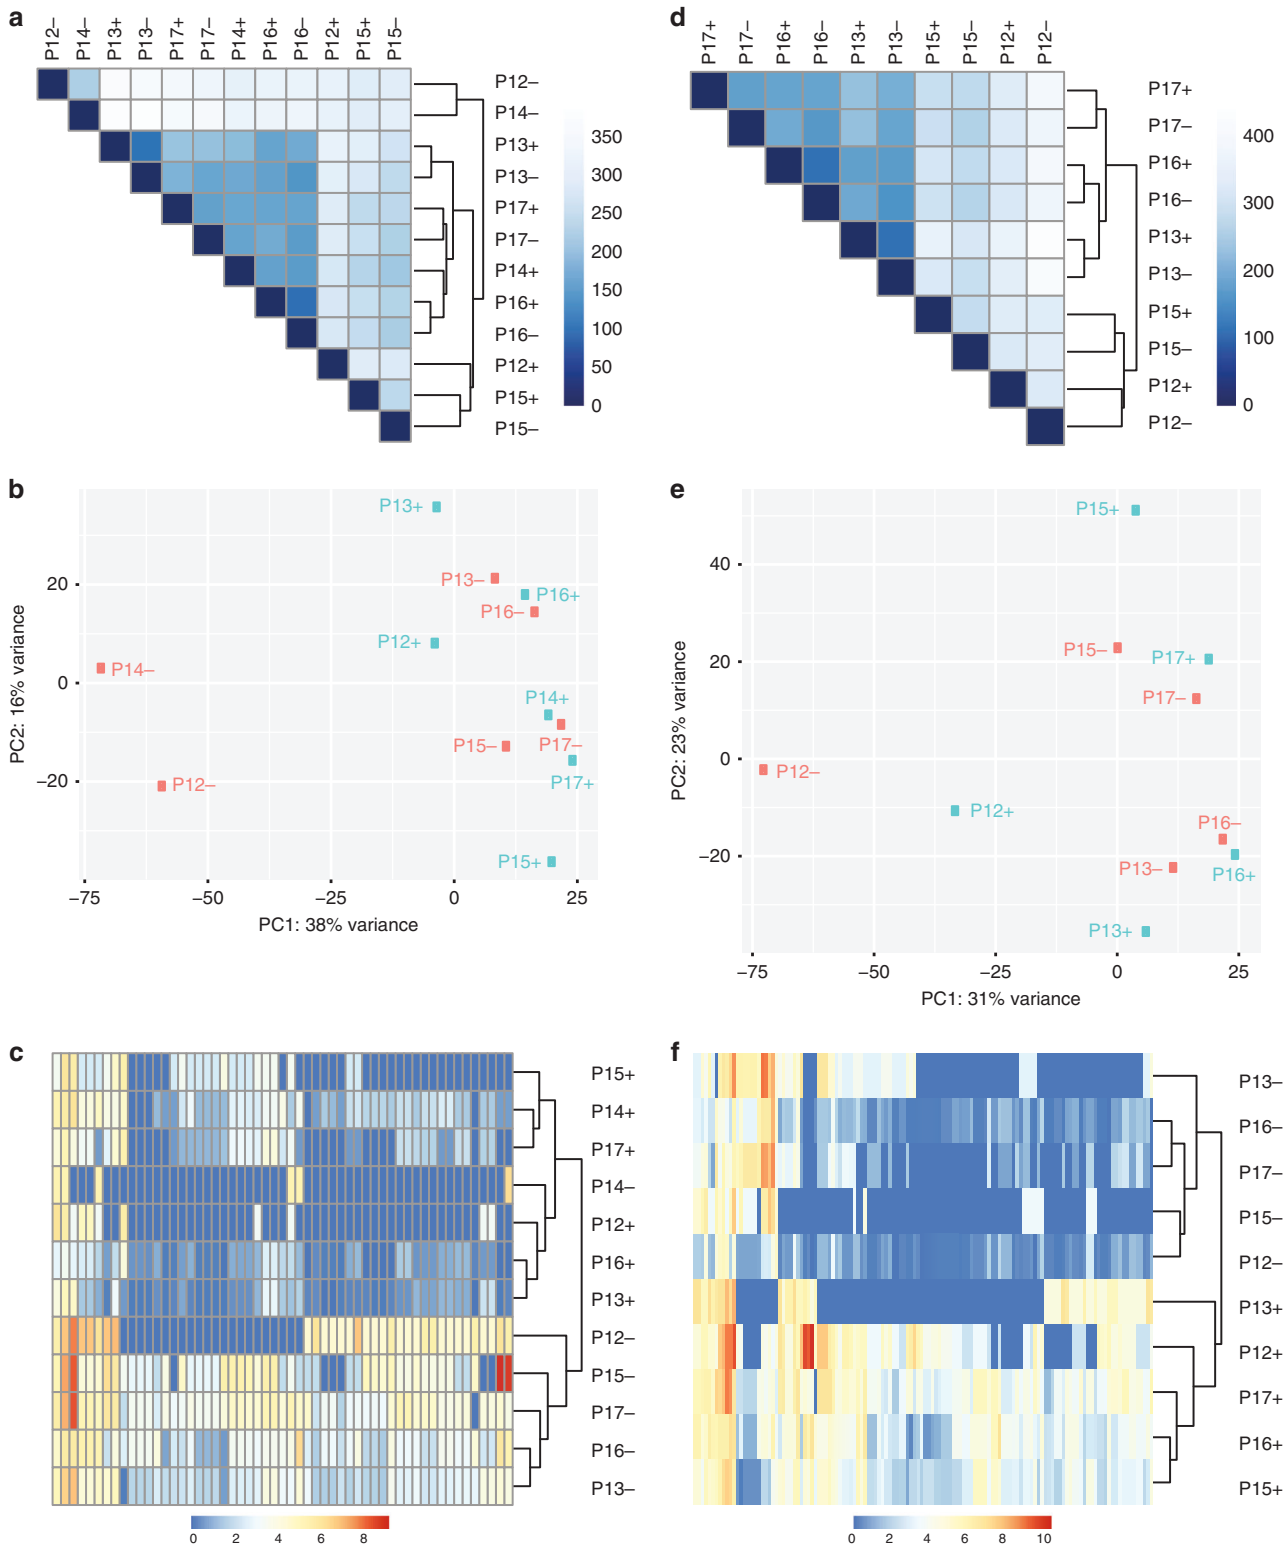 a
P12– P14– P13+ P13– P17+ P17– P14+ P16+ P16– P12+ P15+ P15–
P12–
P14–
P13+
P13–
P17+
P17–
P14+
P16+
P16–
P12+
P15+
P15–
350
300
250
200
150
100
50
0
d
P17+ P17– P16+ P16– P13+ P13– P15+ P15– P12+ P12–
P17+
P17–
P16+
P16–
P13+
P13–
P15+
P15–
P12+
P12–
400
300
200
100
0
b
P13+
P13–
P16+
P16–
P12+
P14–
P14+
P15–
P17–
P12–
P17+
P15+
20
0
–20
PC2: 16% variance
–75 –50 –25 0 25
PC1: 38% variance
e
P15+
P15–
P17+
P17–
P12–
P12+
P16–
P13–
P16+
P13+
40
20
0
–20
PC2: 23% variance
–75 –50 –25 0 25
PC1: 31% variance
c
P15+
P14+
P17+
P14–
P12+
P16+
P13+
P12–
P15–
P17–
P16–
P13–
0 2 4 6 8
f
P13–
P16–
P17–
P15–
P12–
P13+
P12+
P17+
P16+
P15+
0 2 4 6 8 10